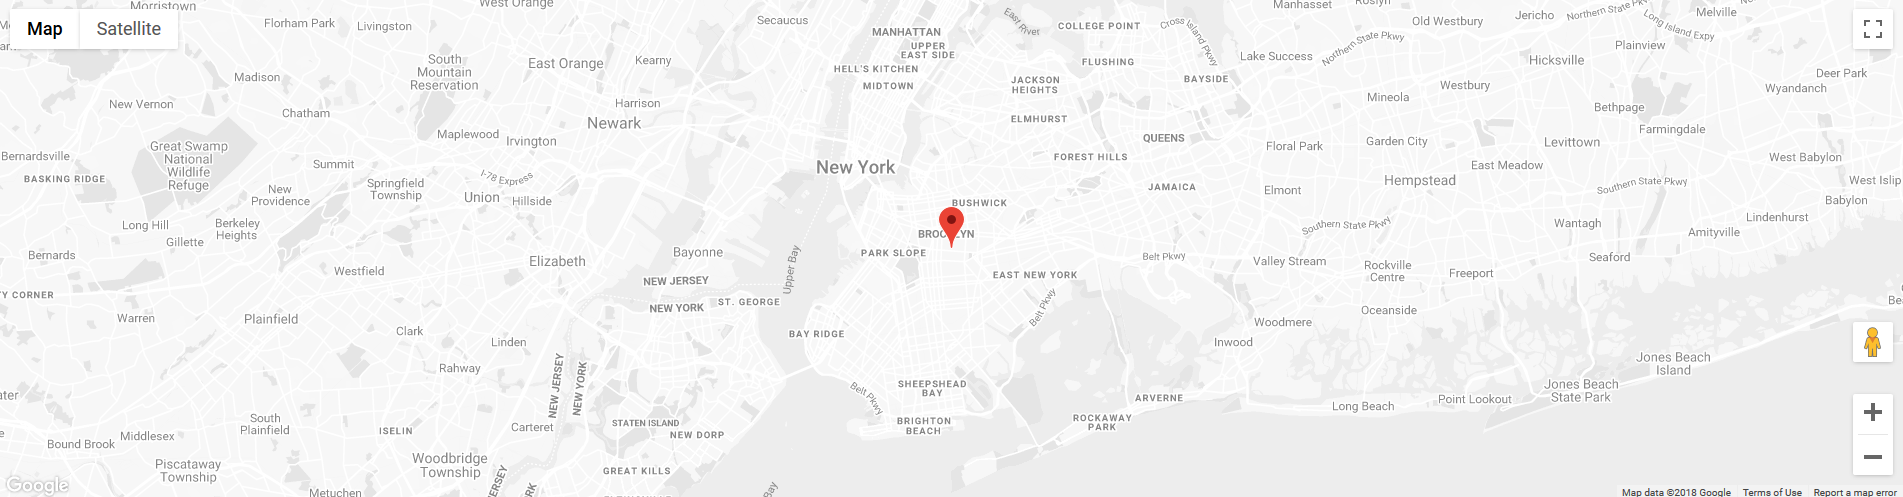 Map
Satellite
Morristown
Florham Park
Livingston
West Orange
Secaucus
MANHATTAN
UPPER
EAST SIDE
East River
COLLEGE POINT
Cross Island Pkwy
Manhasset
Roslyn
Old Westbury
Jericho
Northern State Pkwy
Long Island Expy
Melville
Plainview
South
Mountain
Reservation
East Orange
Kearny
HELL'S KITCHEN
MIDTOWN
FLUSHING
JACKSON
HEIGHTS
BAYSIDE
Lake Success
Northern State Pkwy
Hicksville
Deer Park
Wyandanch
Madison
New Vernon
Chatham
Harrison
Newark
Maplewood
Irvington
ELMHURST
QUEENS
Mineola
Westbury
Bethpage
Farmingdale
Levittown
Garden City
Floral Park
Bernardsville
Great Swamp
National
Wildlife
Refuge
BASKING RIDGE
Summit
New
Providence
Springfield
Township
I-78 Express
Union
Hillside
New York
FOREST HILLS
JAMAICA
Elmont
Hempstead
East Meadow
West Babylon
Southern State Pkwy
West Islip
Babylon
Long Hill
Gillette
Berkeley
Heights
BUSHWICK
BROOKLYN
PARK SLOPE
Southern State Pkwy
Wantagh
Lindenhurst
Amityville
Bernards
Westfield
Elizabeth
Bayonne
Upper Bay
NEW JERSEY
NEW YORK
ST. GEORGE
EAST NEW YORK
Belt Pkwy
Belt Pkwy
Valley Stream
Rockville
Centre
Freeport
Seaford
TY CORNER
Warren
Plainfield
Clark
Linden
Rahway
BAY RIDGE
Woodmere
Oceanside
Inwood
NEW JERSEY
NEW YORK
Belt Pkwy
SHEEPSHEAD
BAY
BRIGHTON
BEACH
ARVERNE
ROCKAWAY
PARK
Long Beach
Point Lookout
Jones Beach
State Park
Jones Beach
Island
South
Plainfield
Bound Brook
Middlesex
ISELIN
Carteret
STATEN ISLAND
NEW DORP
Piscataway
Township
Woodbridge
Township
GREAT KILLS
Metuchen
Google
Map data ©2018 Google
Terms of Use
Report a map error